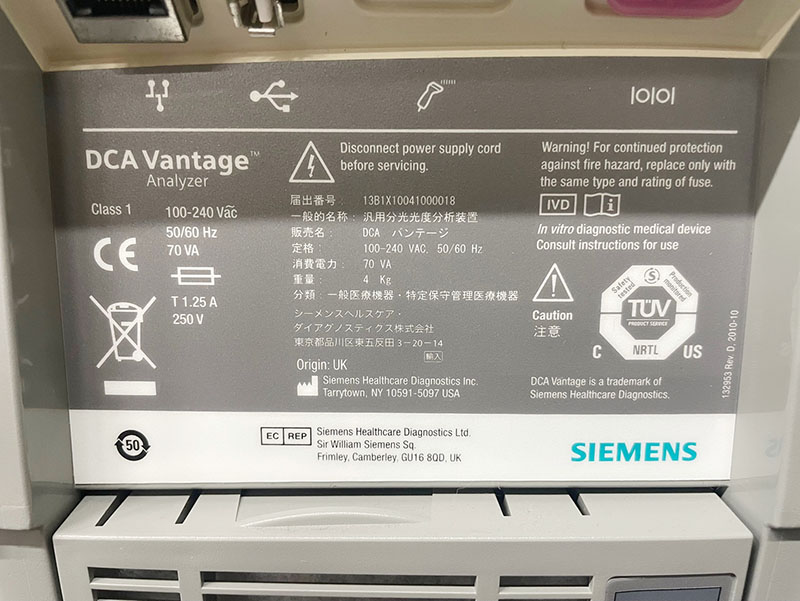 |O|O|
DCA Vantage™
Analyzer
Class 1
100-240 Vac
50/60 Hz
70 VA
T 1.25 A
250 V
Disconnect power supply cord
before servicing.
届出番号： 13B1X10041000018
一般的名称： 汎用分光光度分析装置
販売名： DCA バンテージ
定格： 100-240 VAC, 50/60 Hz
消費電力： 70 VA
重量： 4 Kg
分類：一般医療機器・特定保守管理医療機器
シーメンスヘルスケア・
ダイアグノスティクス株式会社
東京都品川区東五反田 3-20-14
輸入
Origin: UK
Siemens Healthcare Diagnostics Inc.
Tarrytown, NY 10591-5097 USA
Warning! For continued protection
against fire hazard, replace only with
the same type and rating of fuse.
IVD
In vitro diagnostic medical device
Consult instructions for use
Caution
注意
Safety tested
Production monitored
TÜV
PRODUCT SERVICE
C NRTL US
DCA Vantage is a trademark of
Siemens Healthcare Diagnostics.
132953 Rev. D, 2010-10
50
EC REP
Siemens Healthcare Diagnostics Ltd.
Sir William Siemens Sq.
Frimley, Camberley, GU16 8QD, UK
SIEMENS